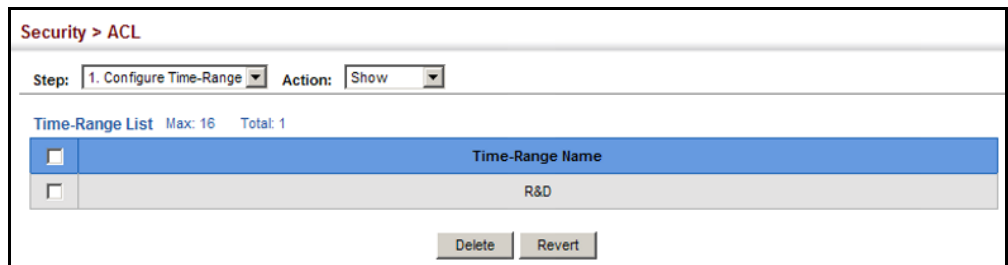 Security > ACL
Step: 1. Configure Time-Range Action: Show
Time-Range List Max: 16 Total: 1
Time-Range Name
R&D
Delete Revert